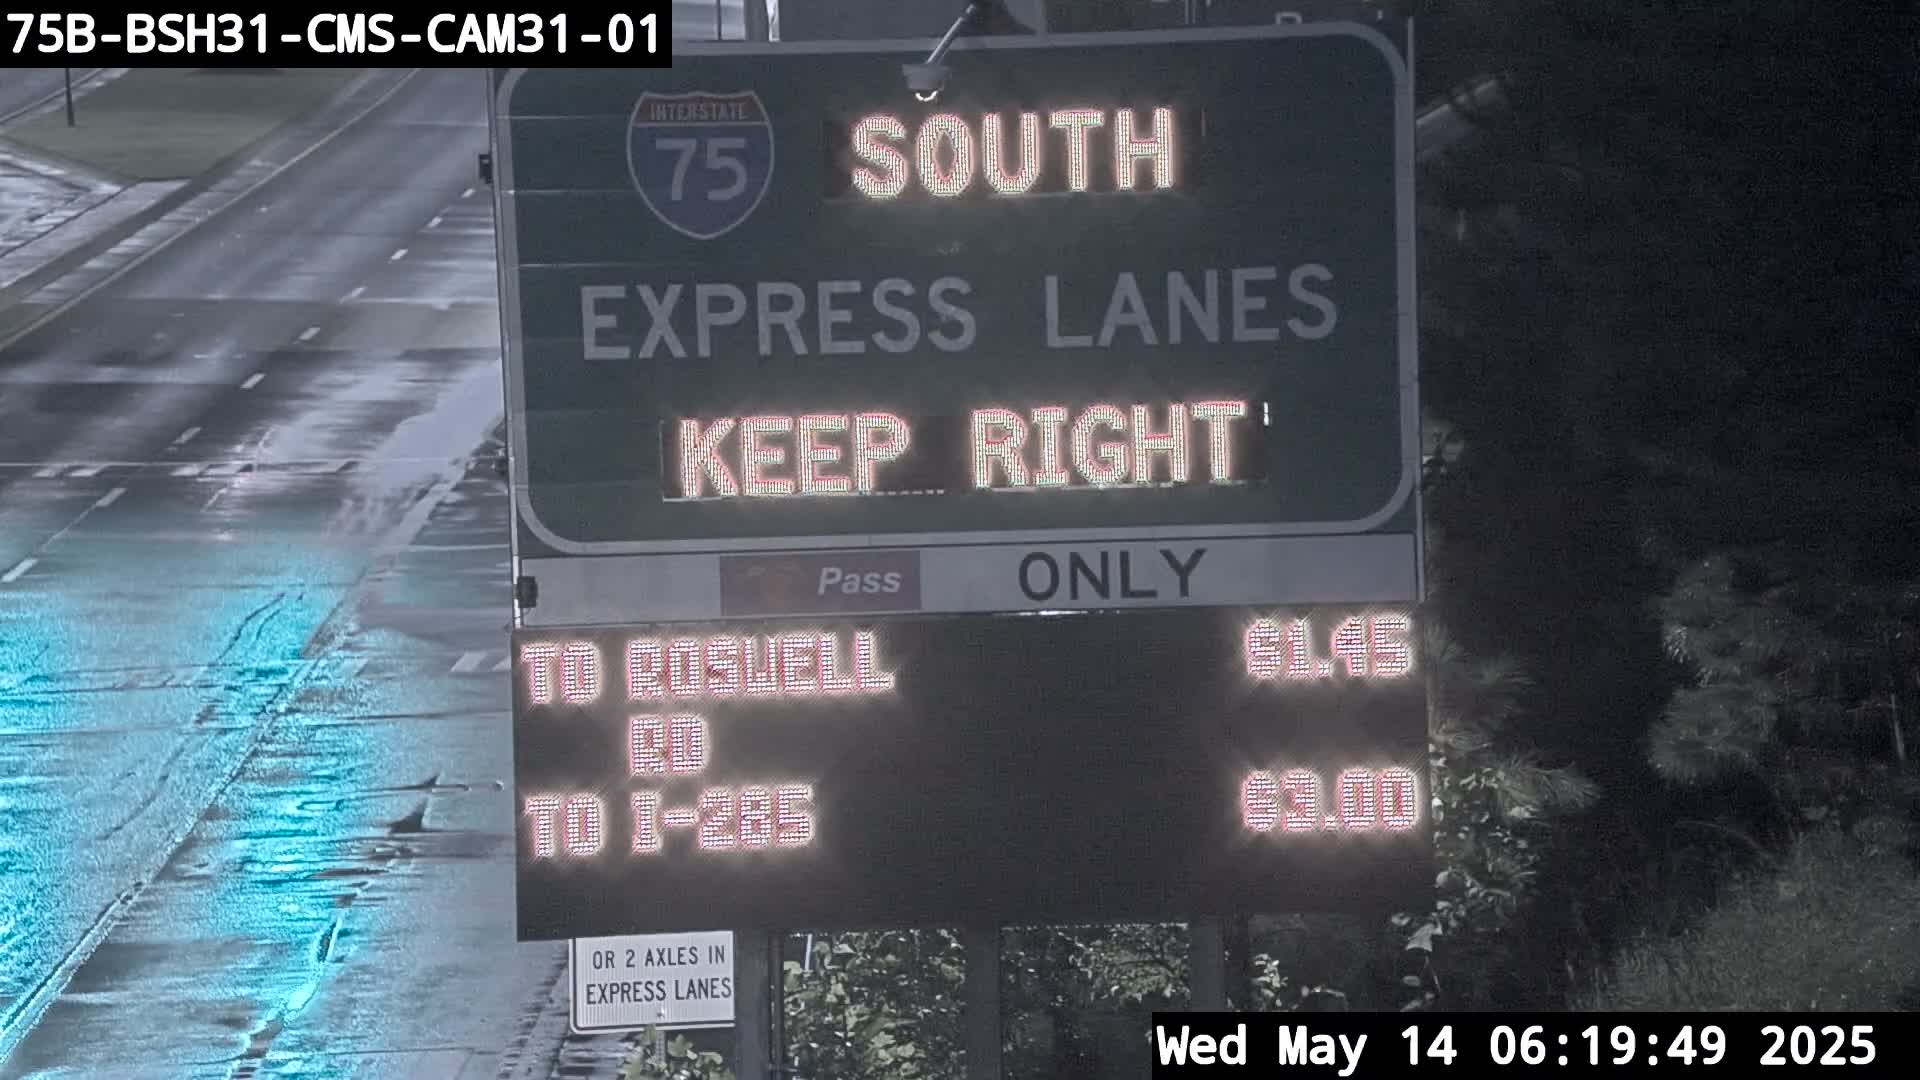 75B-BSH31-CMS-CAM31-01
INTERSTATE
75
SOUTH
EXPRESS LANES
KEEP RIGHT
Pass ONLY
TO ROSWELL $1.45
RD
TO I-285 $3.00
OR 2 AXLES IN
EXPRESS LANES
Wed May 14 06:19:49 2025